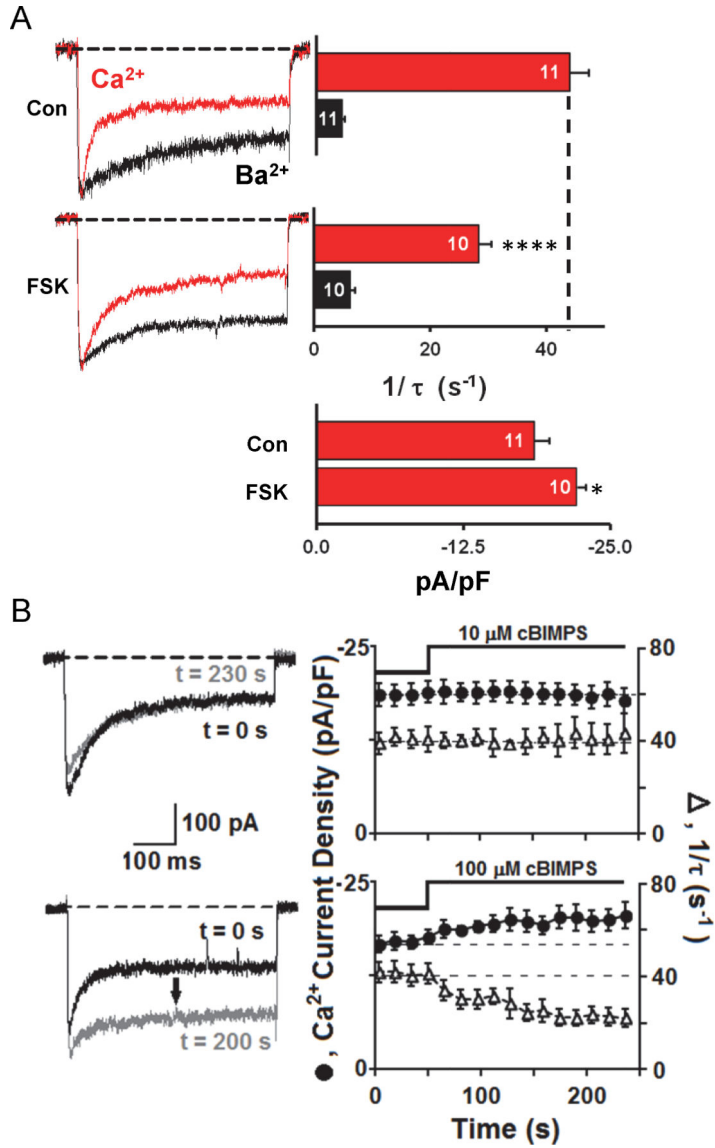 A
Ca²⁺
Con
Ba²⁺
11
11
FSK
10
****
10
0 20 40
1/ τ (s⁻¹)
Con
11
FSK
10
*
0.0 -12.5 -25.0
pA/pF
B
t = 230 s
t = 0 s
100 pA
100 ms
-25
10 µM cBIMPS
80
40
0
0
t = 0 s
t = 200 s
-25
100 µM cBIMPS
80
40
0
0
●, Ca²⁺ Current Density (pA/pF)
Δ, 1/τ (s⁻¹)
0 100 200
Time (s)